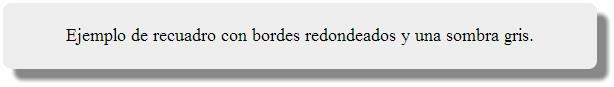 Ejemplo de recuadro con bordes redondeados y una sombra gris.